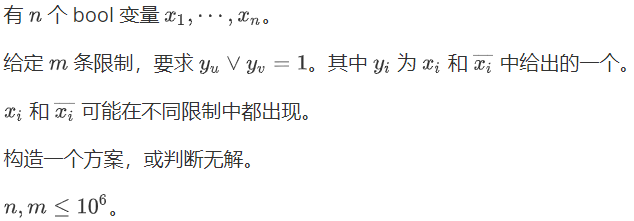 有 n 个 bool 变量 x₁, ⋯, xₙ。
给定 m 条限制，要求 yᵤ ∨ yᵥ = 1。其中 yᵢ 为 xᵢ 和 x̅ᵢ 中给出的一个。
xᵢ 和 x̅ᵢ 可能在不同限制中都出现。
构造一个方案，或判断无解。
n, m ≤ 10⁶。